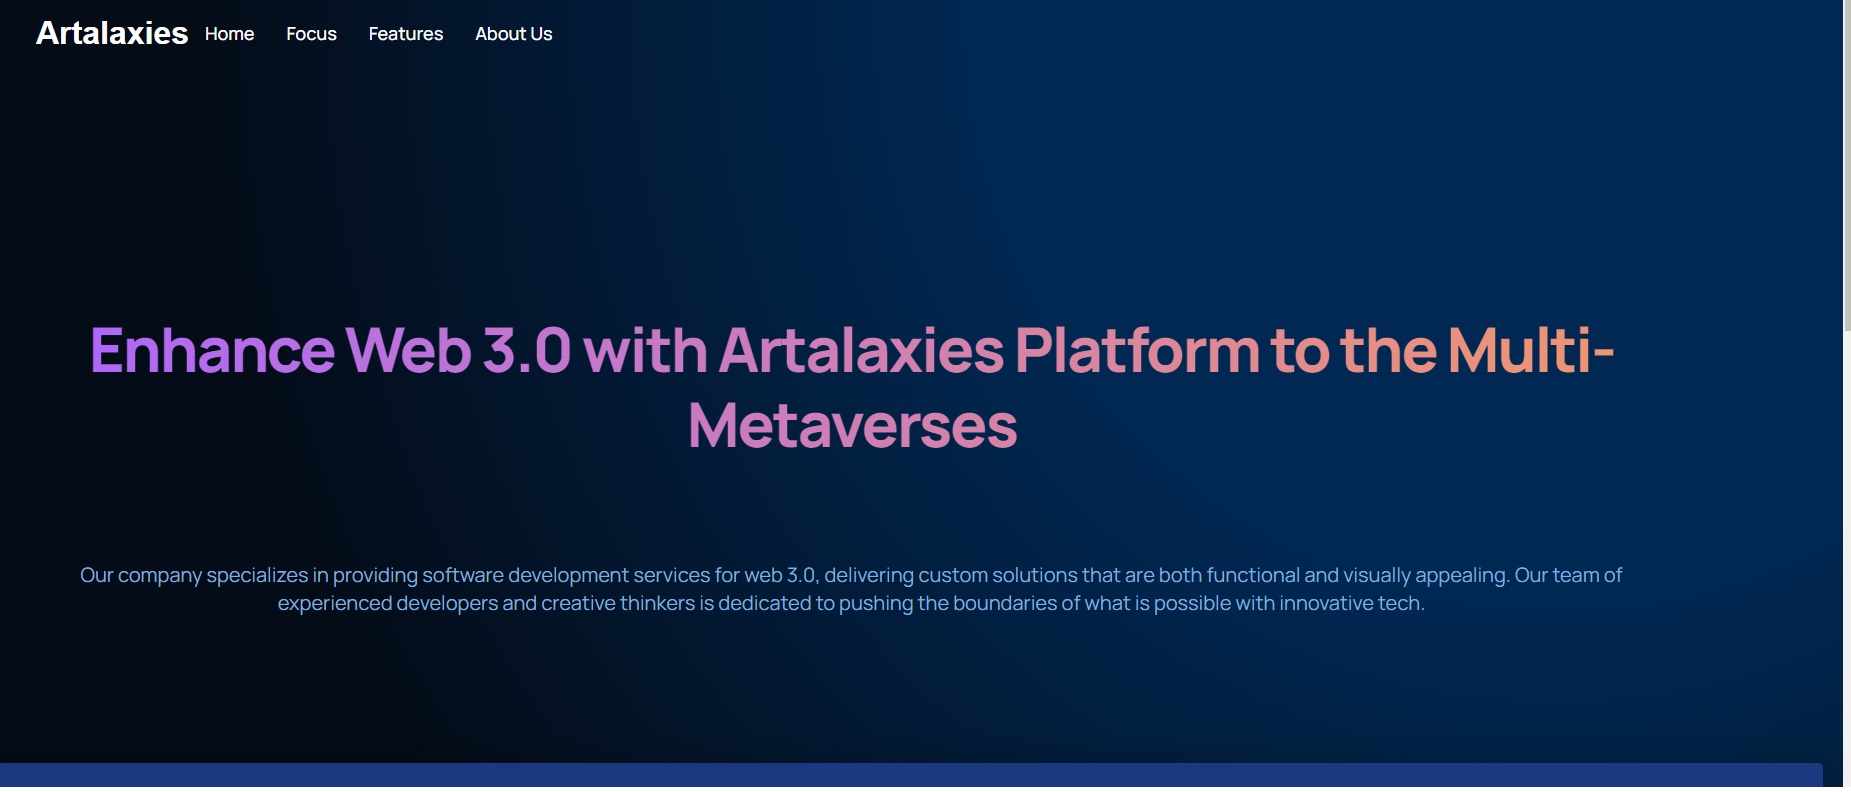 Artalaxies Home Focus Features About Us
Enhance Web 3.0 with Artalaxies Platform to the Multi-
Metaverses
Our company specializes in providing software development services for web 3.0, delivering custom solutions that are both functional and visually appealing. Our team of
experienced developers and creative thinkers is dedicated to pushing the boundaries of what is possible with innovative tech.